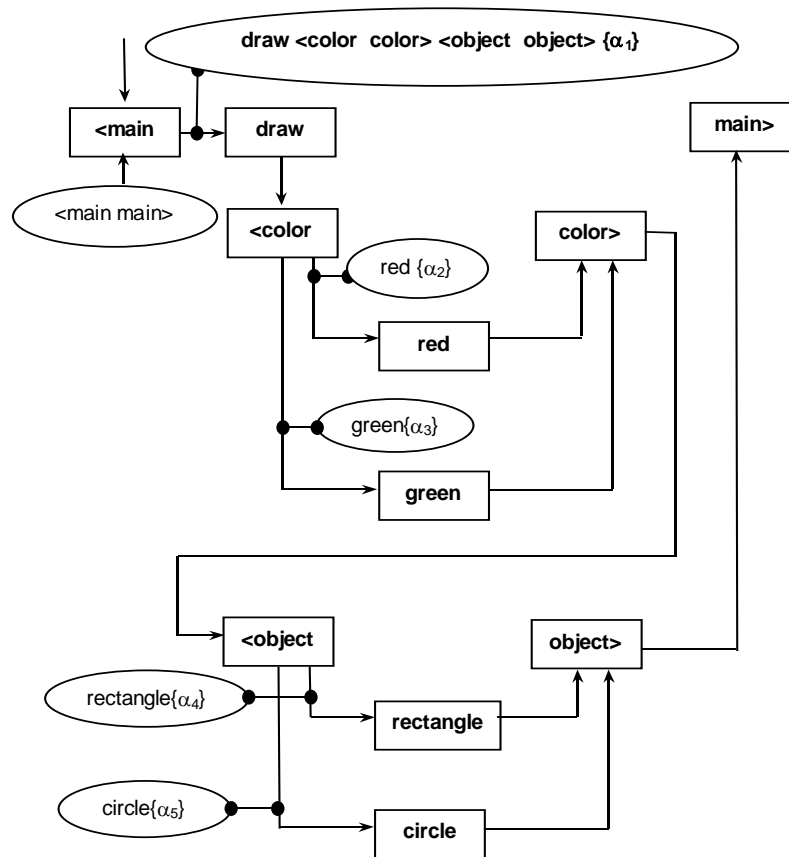 draw <color color> <object object> {α₁}
<main
draw
main>
<main main>
<color
color>
red {α₂}
red
green{α₃}
green
<object
object>
rectangle{α₄}
rectangle
circle{α₅}
circle